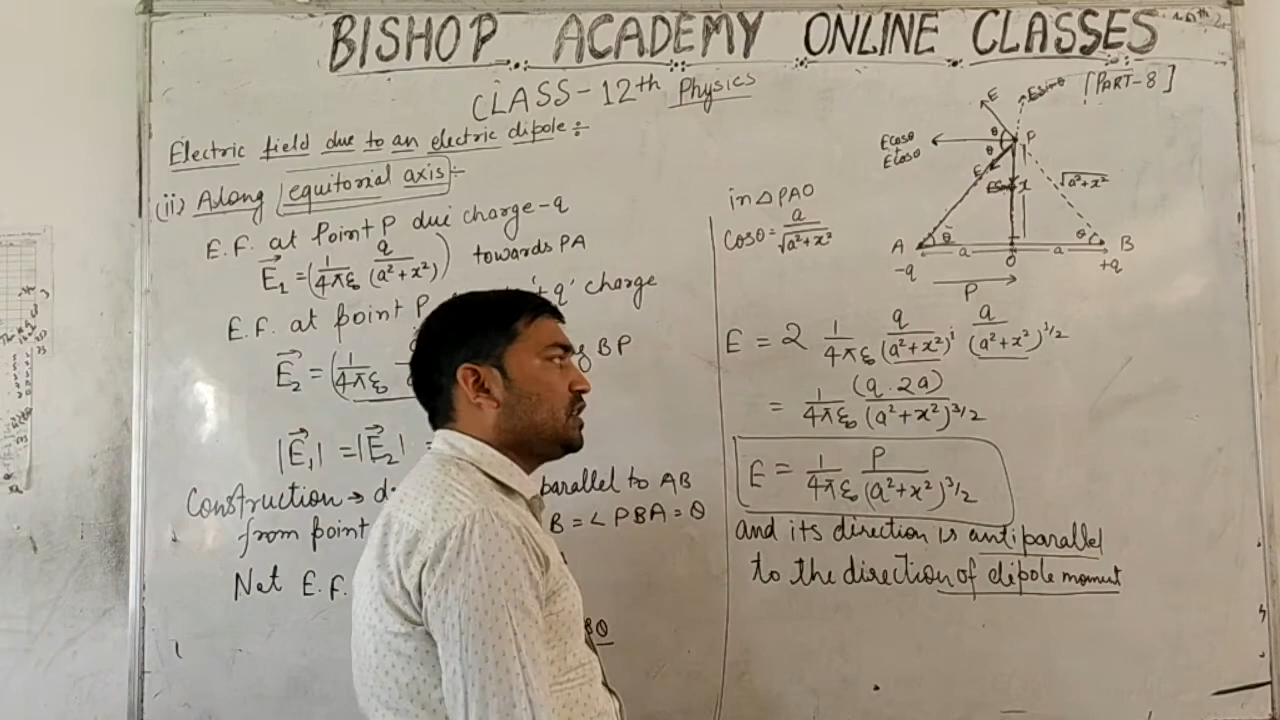 BISHOP ACADEMY ONLINE CLASSES
CLASS - 12th Physics
[PART-8]
Electric field due to an electric dipole :-
(ii) Along equitorial axis :-
E.F. at Point P due charge -q
E⃗₁ = (1/4πε₀ q/(a²+x²)) towards PA
E.F. at point P '+q' charge
E⃗₂ = (1/4πε₀ BP
|E⃗₁| = |E⃗₂| =
Construction → parallel to AB
from point B = ∠PBA = θ
Net E.F.
θ
in △PAO
cosθ = a/√(a²+x²)
E = 2 1/4πε₀ q/(a²+x²)¹ a/(a²+x²)^1/2
= 1/4πε₀ (q.2a)/(a²+x²)^3/2
E = 1/4πε₀ P/(a²+x²)^3/2
and its direction is antiparallel
to the direction of dipole moment
E
Esinθ
Ecosθ
+
Ecosθ
θ
P
θ
E
x
√a²+x²
A θ θ B
-q a O a +q
P